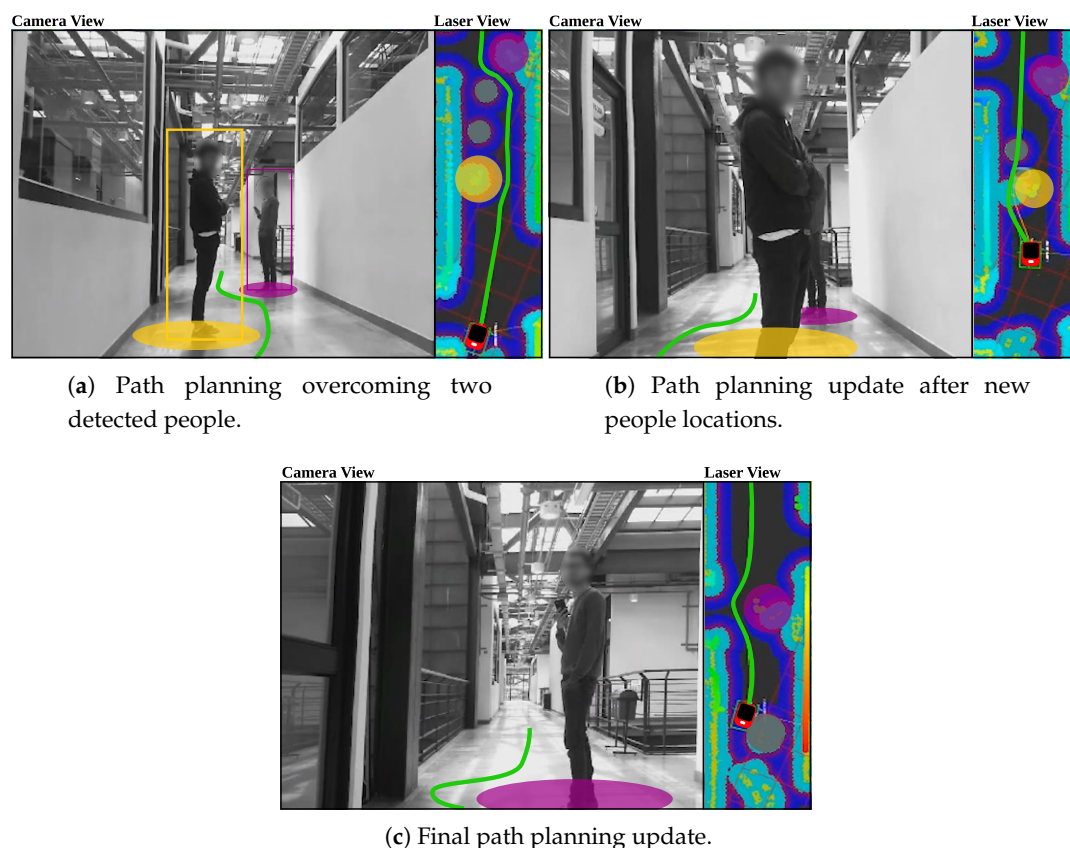 Camera View
Laser View
Camera View
Laser View
(a) Path planning overcoming two
detected people.
(b) Path planning update after new
people locations.
Camera View
Laser View
(c) Final path planning update.